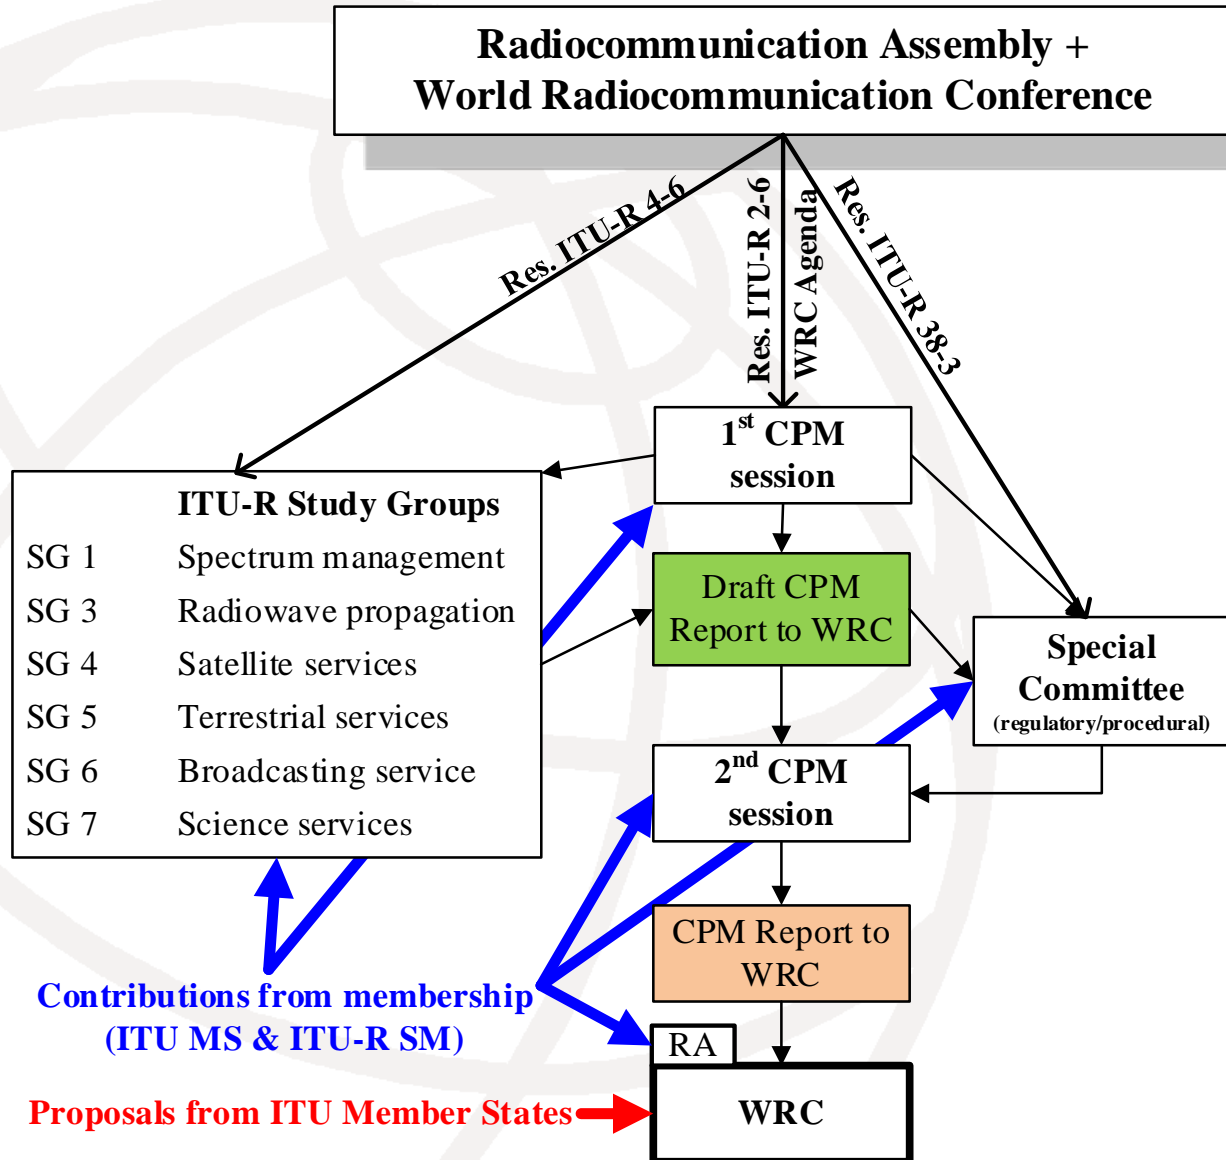 Radiocommunication Assembly +
World Radiocommunication Conference
Res. ITU-R 4-6
Res. ITU-R 2-6
WRC Agenda
Res. ITU-R 38-3
1st CPM
session
ITU-R Study Groups
SG 1 Spectrum management
SG 3 Radiowave propagation
SG 4 Satellite services
SG 5 Terrestrial services
SG 6 Broadcasting service
SG 7 Science services
Draft CPM
Report to WRC
Special
Committee
(regulatory/procedural)
2nd CPM
session
CPM Report to
WRC
Contributions from membership
(ITU MS & ITU-R SM)
RA
Proposals from ITU Member States
WRC